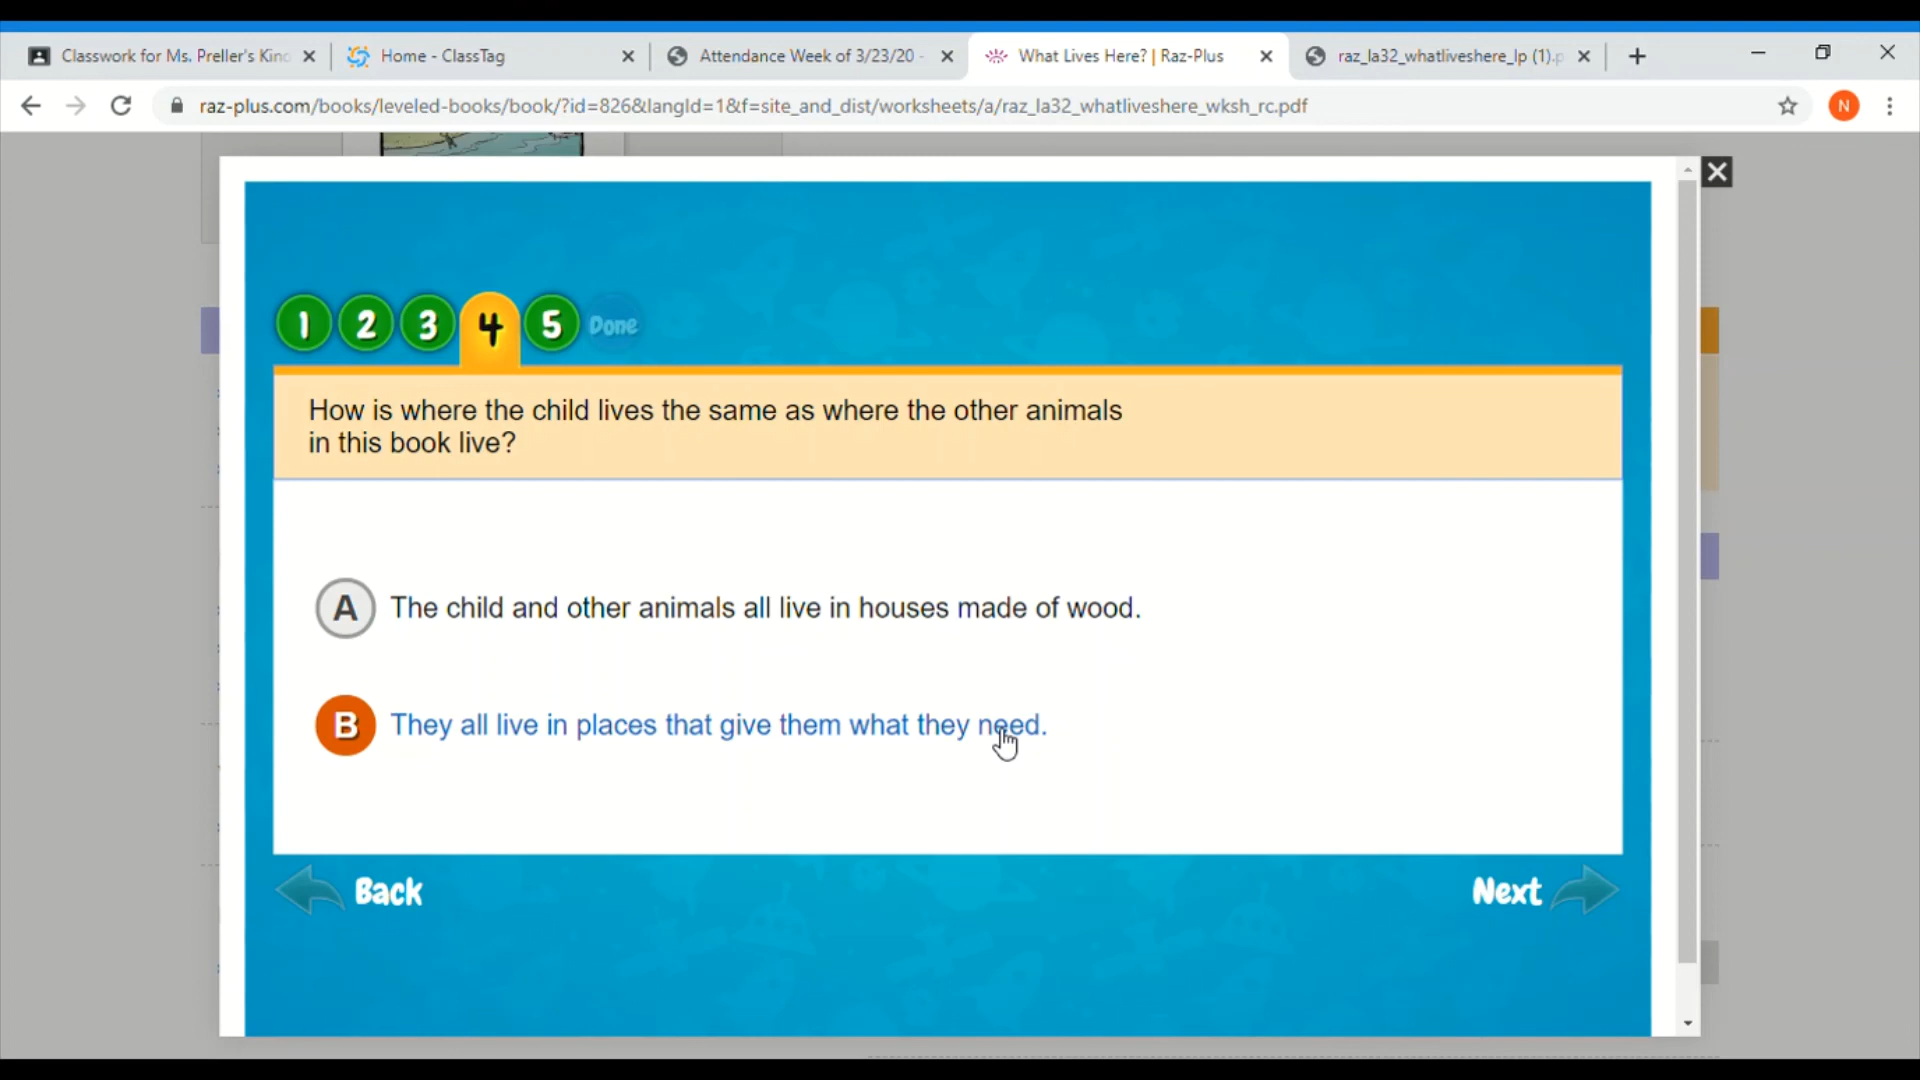 Classwork for Ms. Preller's Kind
Home - ClassTag
Attendance Week of 3/23/20 -
What Lives Here? | Raz-Plus
raz_la32_whatliveshere_lp (1).p
raz-plus.com/books/leveled-books/book/?id=826&langId=1&f=site_and_dist/worksheets/a/raz_la32_whatliveshere_wksh_rc.pdf
N
1 2 3 4 5 Done
How is where the child lives the same as where the other animals
in this book live?
A The child and other animals all live in houses made of wood.
B They all live in places that give them what they need.
Back
Next